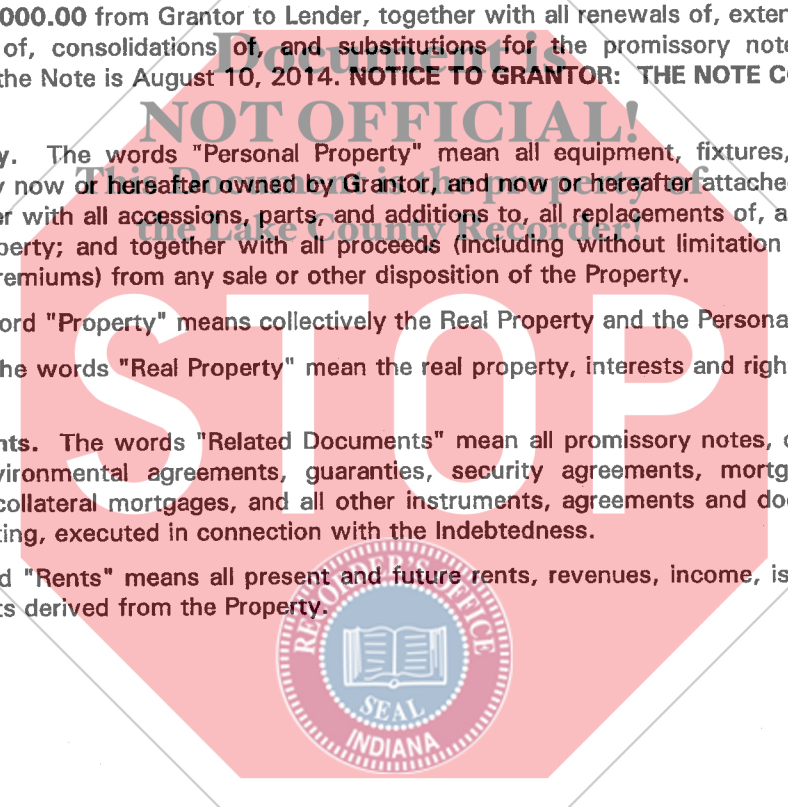 000.00 from Grantor to Lender, together with all renewals of, exten
of, consolidations of, and substitutions for the promissory note
the Note is August 10, 2014. NOTICE TO GRANTOR: THE NOTE C
y. The words "Personal Property" mean all equipment, fixtures,
y now or hereafter owned by Grantor, and now or hereafter attache
er with all accessions, parts, and additions to, all replacements of, a
perty; and together with all proceeds (including without limitation
remiums) from any sale or other disposition of the Property.
ord "Property" means collectively the Real Property and the Persona
he words "Real Property" mean the real property, interests and righ
nts. The words "Related Documents" mean all promissory notes, c
vironmental agreements, guaranties, security agreements, mortg
collateral mortgages, and all other instruments, agreements and doc
ting, executed in connection with the Indebtedness.
d "Rents" means all present and future rents, revenues, income, is
ts derived from the Property.
Document is
NOT OFFICIAL!
This Document is the property of
the Lake County Recorder!
STOP
RECORDER'S OFFICE
SEAL
INDIANA